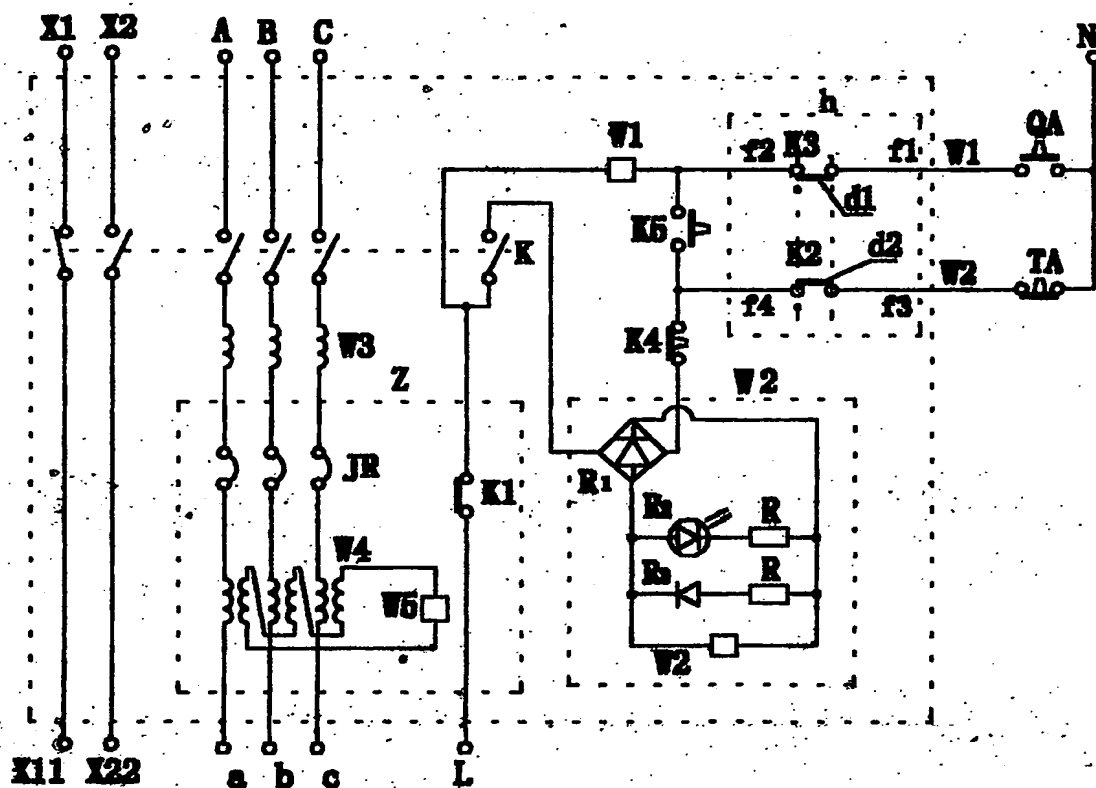 X1 X2 A B C N
h
W1 f2 K3 f1 W1 QA
d1
K5
K K2 d2 W2 TA
f4 f3
W3 K4
Z W2
JR R1
K1 R2 R
W4 R3 R
W5
W2
X11 X22 a b c L